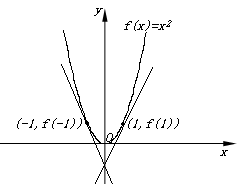 y
f(x)=x²
(-1, f(-1))
(1, f(1))
O
x